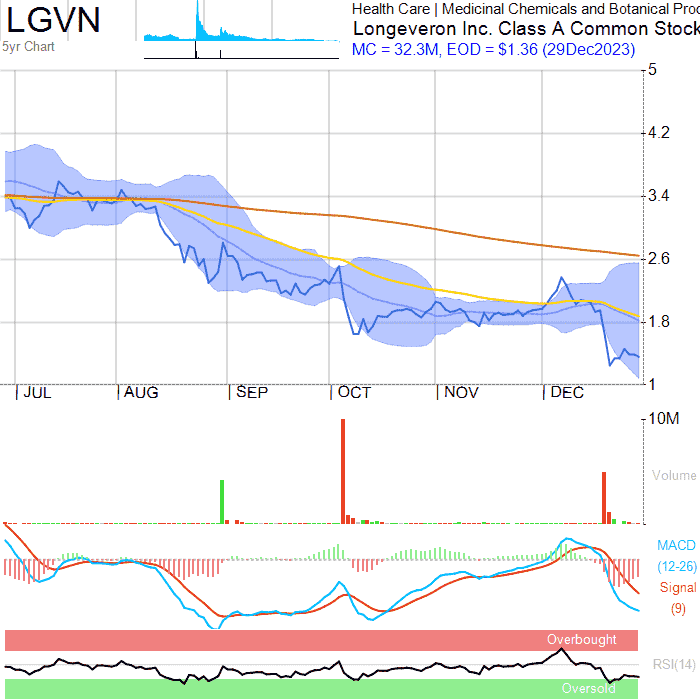 LGVN
5yr Chart
Health Care | Medicinal Chemicals and Botanical Prod
Longeveron Inc. Class A Common Stock
MC = 32.3M, EOD = $1.36 (29Dec2023)
5
4.2
3.4
2.6
1.8
1
JUL AUG SEP OCT NOV DEC
10M
Volume
MACD
(12-26)
Signal
(9)
Overbought
RSI(14)
Oversold